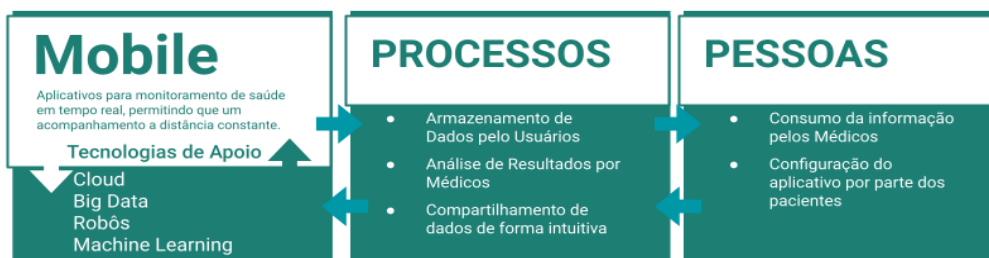 Mobile
Aplicativos para monitoramento de saúde
em tempo real, permitindo que um
acompanhamento a distância constante.
Tecnologias de Apoio
Cloud
Big Data
Robôs
Machine Learning
PROCESSOS
● Armazenamento de
Dados pelo Usuários
● Análise de Resultados por
Médicos
● Compartilhamento de
dados de forma intuitiva
PESSOAS
● Consumo da informação
pelos Médicos
● Configuração do
aplicativo por parte dos
pacientes